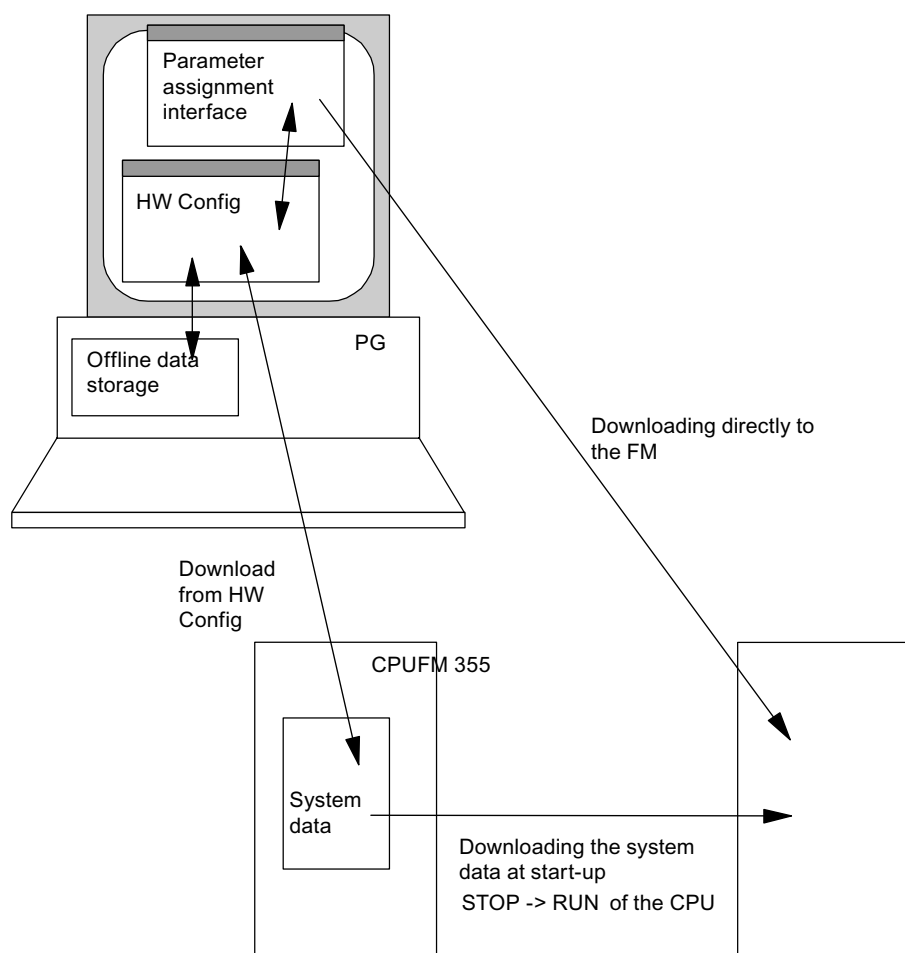 Parameter
assignment
interface
HW Config
PG
Offline data
storage
Downloading directly to
the FM
Download
from HW
Config
CPUFM 355
System
data
Downloading the system
data at start-up
STOP -> RUN of the CPU